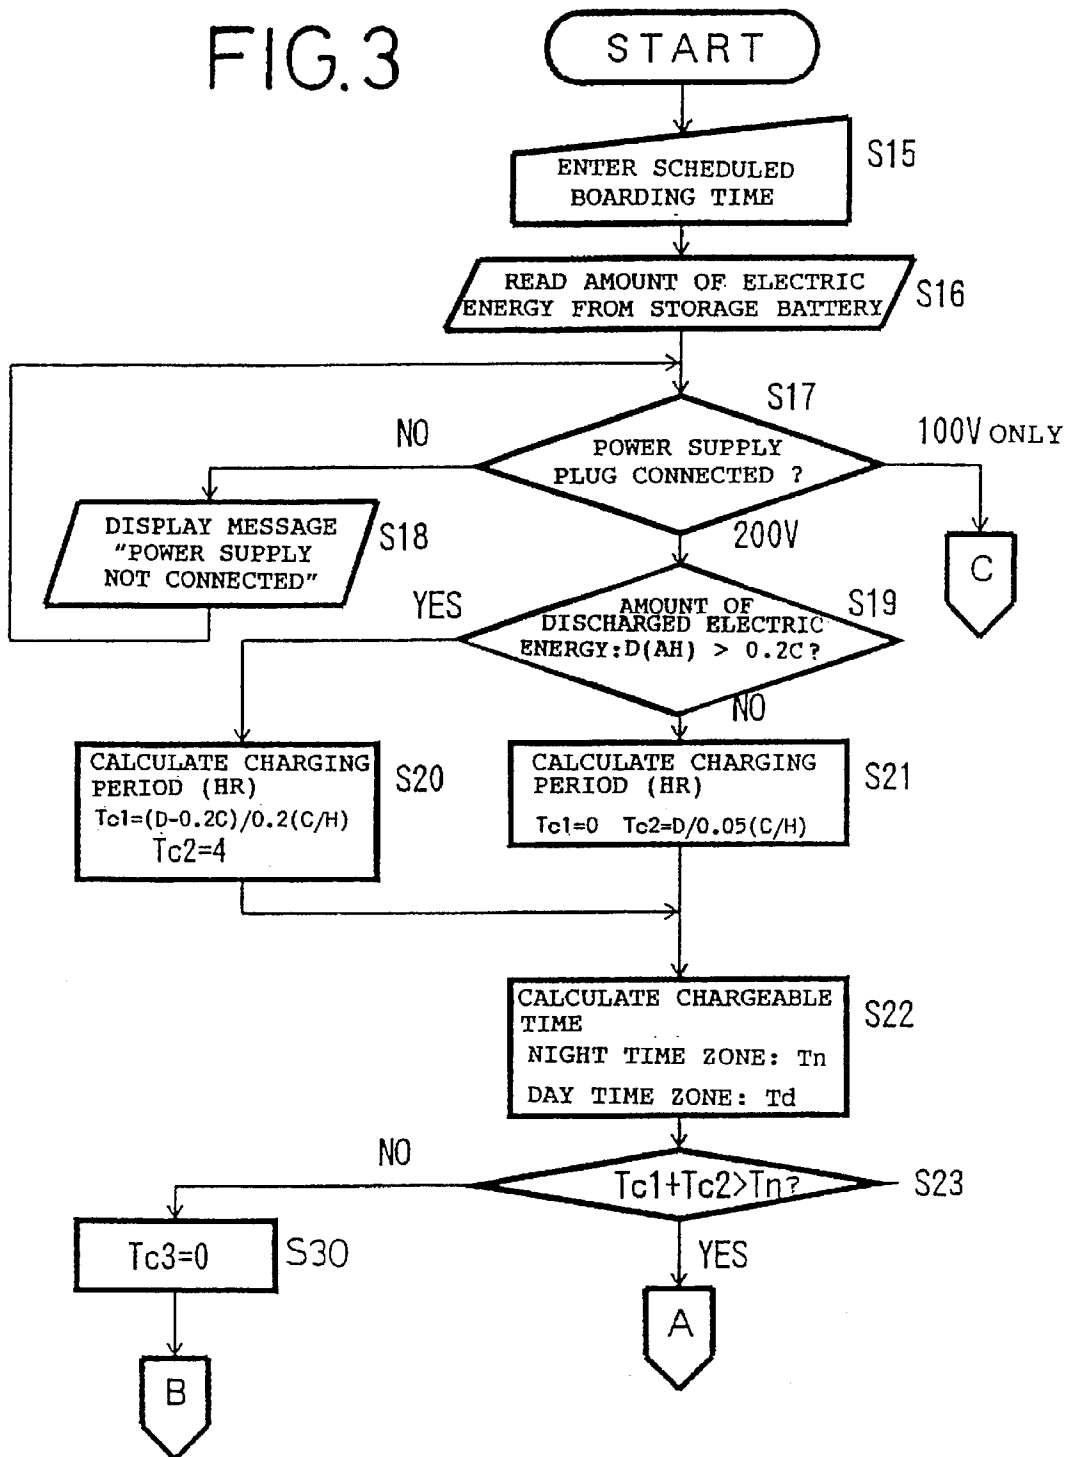 FIG.3
START
S15
ENTER SCHEDULED
BOARDING TIME
READ AMOUNT OF ELECTRIC
ENERGY FROM STORAGE BATTERY
S16
S17
NO
100V ONLY
POWER SUPPLY
PLUG CONNECTED ?
DISPLAY MESSAGE
"POWER SUPPLY
NOT CONNECTED"
S18
200V
C
YES
AMOUNT OF
DISCHARGED ELECTRIC
ENERGY:D(AH) > 0.2C?
S19
NO
CALCULATE CHARGING
PERIOD (HR)
Tc1=(D-0.2C)/0.2(C/H)
Tc2=4
S20
CALCULATE CHARGING
PERIOD (HR)
Tc1=0 Tc2=D/0.05(C/H)
S21
CALCULATE CHARGEABLE
TIME
NIGHT TIME ZONE: Tn
DAY TIME ZONE: Td
S22
NO
Tc1+Tc2>Tn?
S23
Tc3=0
S30
YES
A
B